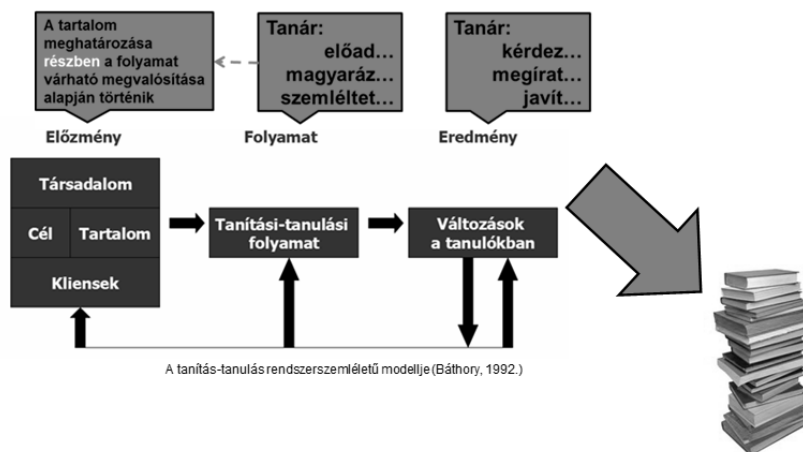 A tartalom
meghatározása
részben a folyamat
várható megvalósítása
alapján történik
Tanár:
előad…
magyaráz…
szemléltet…
Tanár:
kérdez…
megírat…
javít…
Előzmény
Folyamat
Eredmény
Társadalom
Cél
Tartalom
Kliensek
Tanítási-tanulási
folyamat
Változások
a tanulókban
A tanítás-tanulás rendszerszemléletű modellje (Báthory, 1992.)